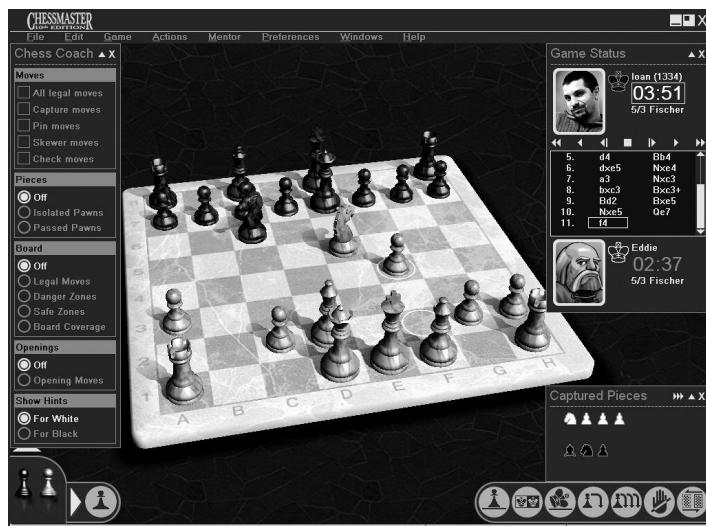 CHESSMASTER
10th EDITION
File Edit Game Actions Mentor Preferences Windows Help
Chess Coach
Moves
All legal moves
Capture moves
Pin moves
Skewer moves
Check moves
Pieces
Off
Isolated Pawns
Passed Pawns
Board
Off
Legal Moves
Danger Zones
Safe Zones
Board Coverage
Openings
Off
Opening Moves
Show Hints
For White
For Black
A B C D E F G H
1
2
3
Game Status
Ioan (1334)
03:51
5/3 Fischer
5. d4 Bb4
6. dxe5 Nxe4
7. a3 Nxc3
8. bxc3 Bxc3+
9. Bd2 Bxe5
10. Nxe5 Qe7
11. f4
Eddie
02:37
5/3 Fischer
Captured Pieces